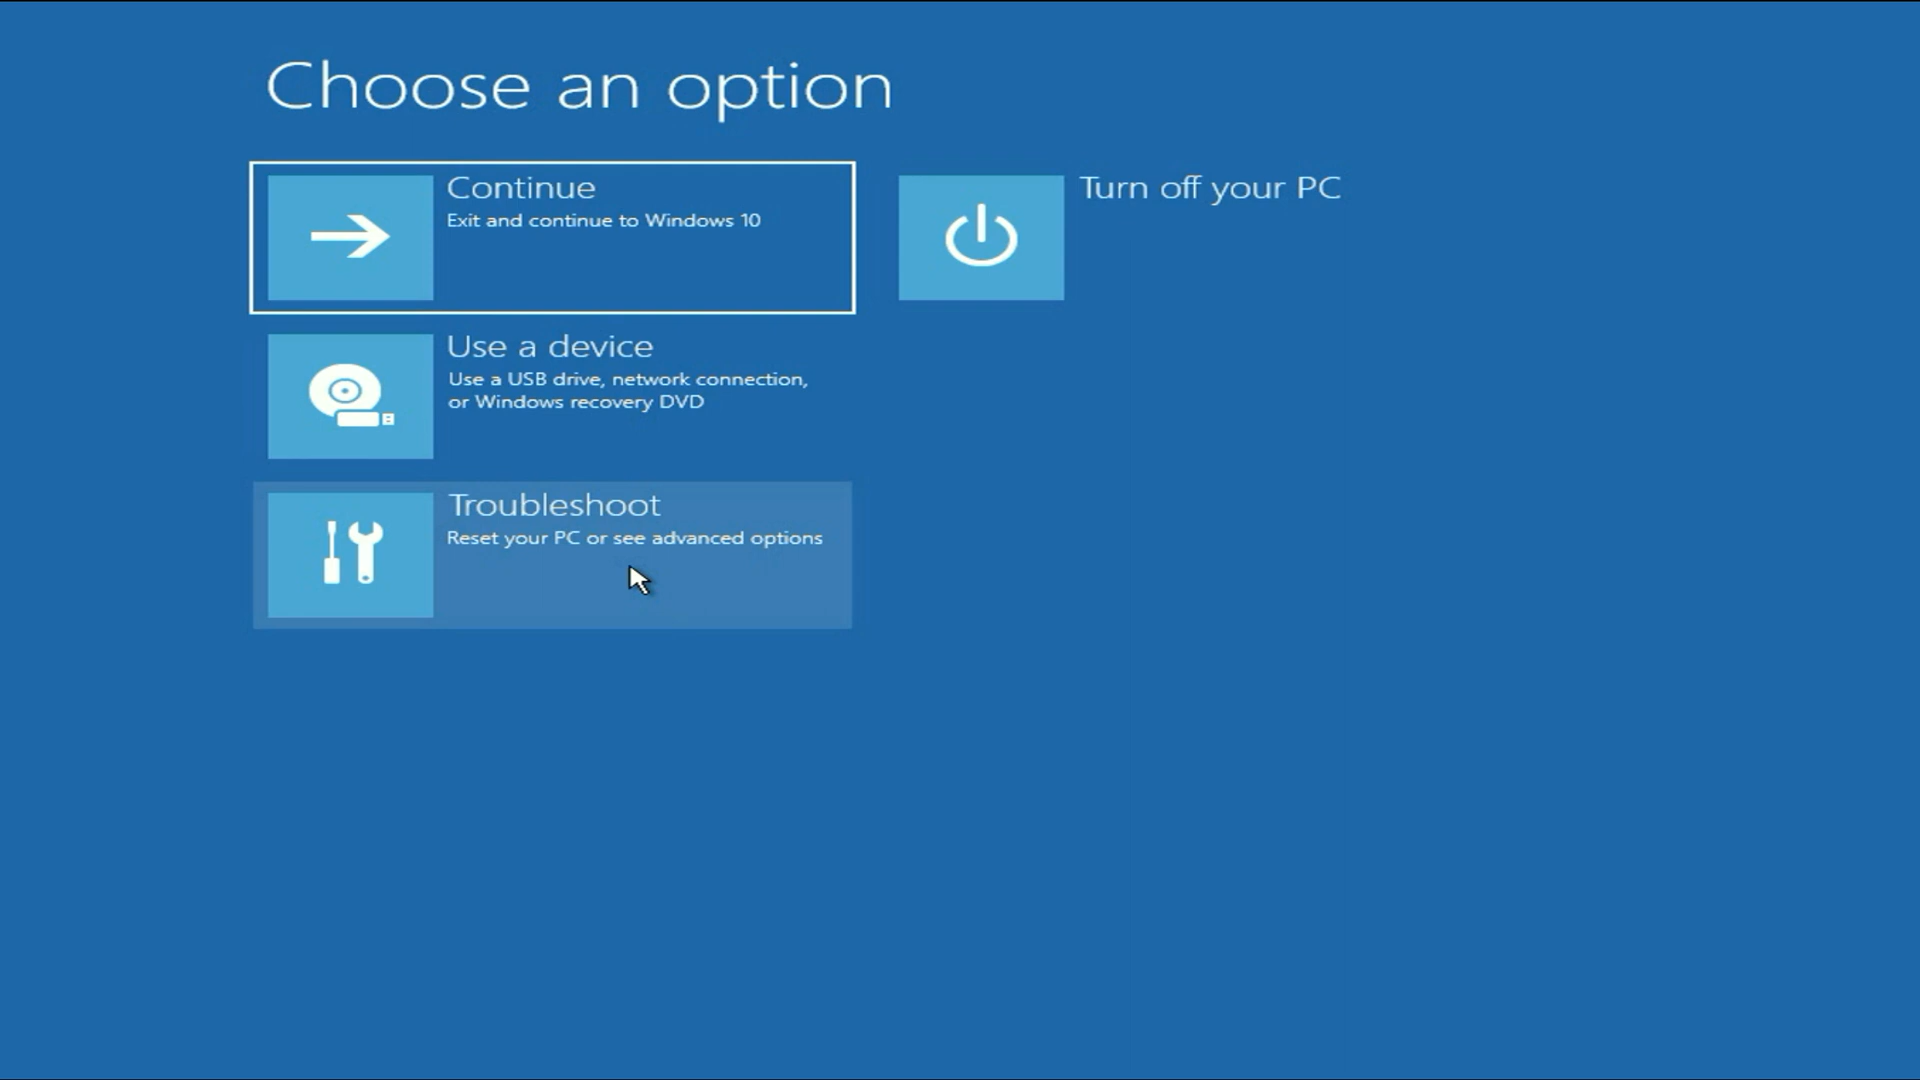 Choose an option
Continue
Exit and continue to Windows 10
Turn off your PC
Use a device
Use a USB drive, network connection,
or Windows recovery DVD
Troubleshoot
Reset your PC or see advanced options